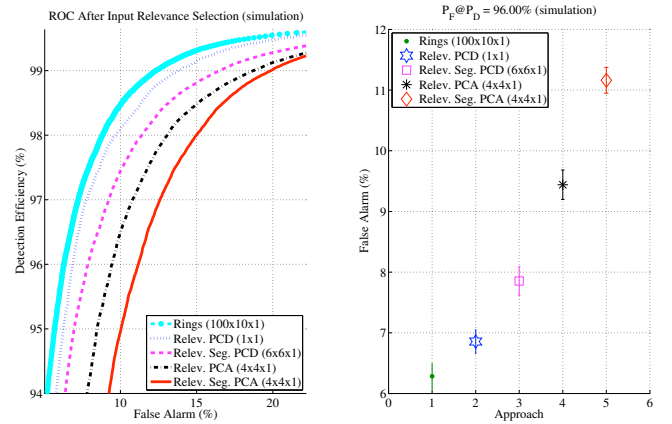 ROC After Input Relevance Selection (simulation)
Detection Efficiency (%)
99
98
97
96
95
94
10
15
20
False Alarm (%)
Rings (100x10x1)
Relev. PCD (1x1)
Relev. Seg. PCD (6x6x1)
Relev. PCA (4x4x1)
Relev. Seg. PCA (4x4x1)
P_F@P_D = 96.00% (simulation)
False Alarm (%)
13
12
11
10
9
8
7
6
0
1
2
3
4
5
6
Approach
Rings (100x10x1)
Relev. PCD (1x1)
Relev. Seg. PCD (6x6x1)
Relev. PCA (4x4x1)
Relev. Seg. PCA (4x4x1)